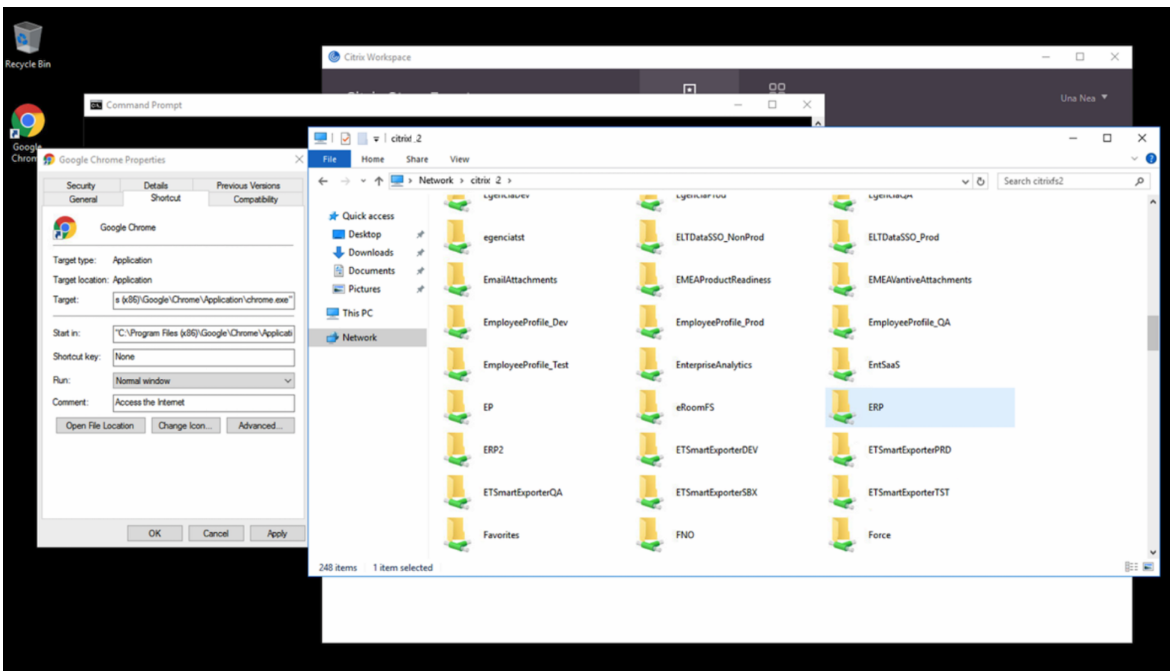 Recycle Bin
Google
Chrom
Citrix Workspace
Una Nea
Command Prompt
Google Chrome Properties
Security Details Previous Versions
General Shortcut Compatibility
Google Chrome
Target type: Application
Target location: Application
Target: s (x86)\Google\Chrome\Application\chrome.exe"
Start in: "C:\Program Files (x86)\Google\Chrome\Applicati
Shortcut key: None
Run: Normal window
Comment: Access the Internet
Open File Location Change Icon... Advanced...
OK Cancel Apply
File Home Share View
Network
Search citrixfs2
Quick access
Desktop
Downloads
Documents
Pictures
This PC
Network
egenciatst ELTDataSSO_NonProd ELTDataSSO_Prod
EmailAttachments EMEAProductReadiness EMEAVantiveAttachments
EmployeeProfile_Dev EmployeeProfile_Prod EmployeeProfile_QA
EmployeeProfile_Test EnterpriseAnalytics EntSaaS
EP eRoomFS ERP
ERP2 ETSmartExporterDEV ETSmartExporterPRD
ETSmartExporterQA ETSmartExporterSBX ETSmartExporterTST
Favorites FNO Force
248 items 1 item selected